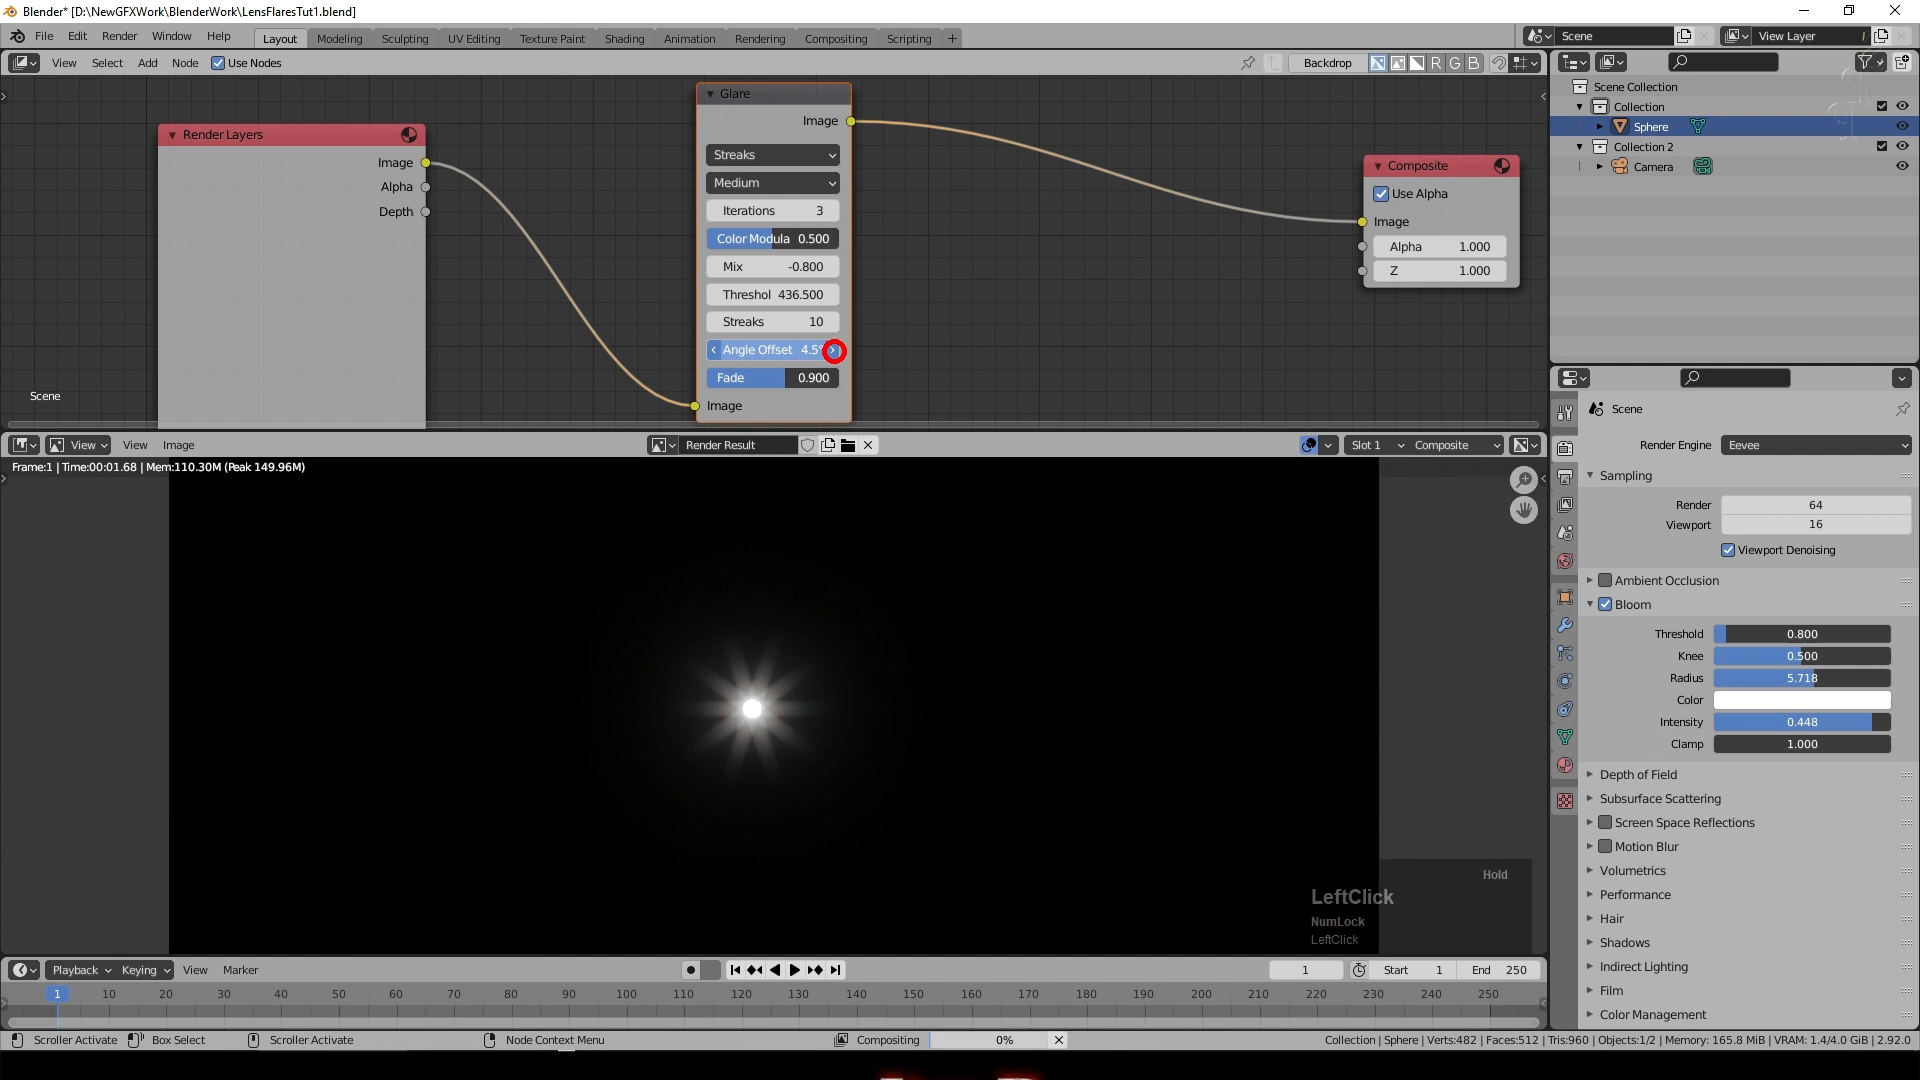 Blender* [D:\NewGFXWork\BlenderWork\LensFlaresTut1.blend]
File Edit Render Window Help Layout Modeling Sculpting UV Editing Texture Paint Shading Animation Rendering Compositing Scripting + Scene View Layer
View Select Add Node Use Nodes Backdrop R G B
Scene Collection
Collection
Sphere
Collection 2
Camera
Render Layers
Image
Alpha
Depth
Glare
Image
Streaks
Medium
Iterations 3
Color Modula 0.500
Mix -0.800
Threshol 436.500
Streaks 10
Angle Offset 4.5°
Fade 0.900
Image
Composite
Use Alpha
Image
Alpha 1.000
Z 1.000
Scene
View View Image Render Result Slot 1 Composite
Frame:1 | Time:00:01.68 | Mem:110.30M (Peak 149.96M)
Hold
LeftClick
NumLock
LeftClick
Scene
Render Engine Eevee
Sampling
Render 64
Viewport 16
Viewport Denoising
Ambient Occlusion
Bloom
Threshold 0.800
Knee 0.500
Radius 5.718
Color
Intensity 0.448
Clamp 1.000
Depth of Field
Subsurface Scattering
Screen Space Reflections
Motion Blur
Volumetrics
Performance
Hair
Shadows
Indirect Lighting
Film
Color Management
Playback Keying View Marker 1 Start 1 End 250
1 10 20 30 40 50 60 70 80 90 100 110 120 130 140 150 160 170 180 190 200 210 220 230 240 250
Scroller Activate Box Select Scroller Activate Node Context Menu Compositing 0% Collection | Sphere | Verts:482 | Faces:512 | Tris:960 | Objects:1/2 | Memory: 165.8 MiB | VRAM: 1.4/4.0 GiB | 2.92.0